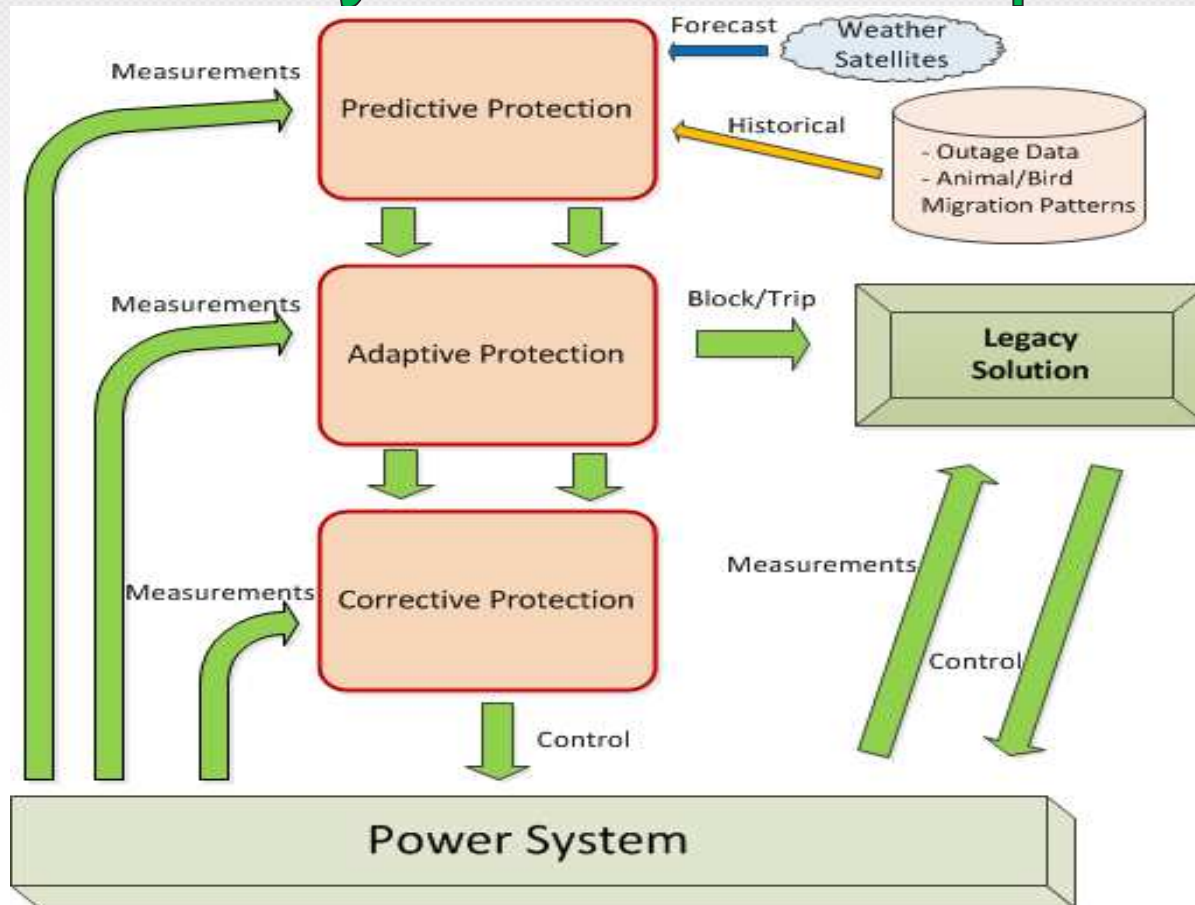 Forecast
Weather
Satellites
Measurements
Predictive Protection
Historical
- Outage Data
- Animal/Bird
Migration Patterns
Measurements
Block/Trip
Adaptive Protection
Legacy
Solution
Measurements
Measurements
Corrective Protection
Control
Control
Power System